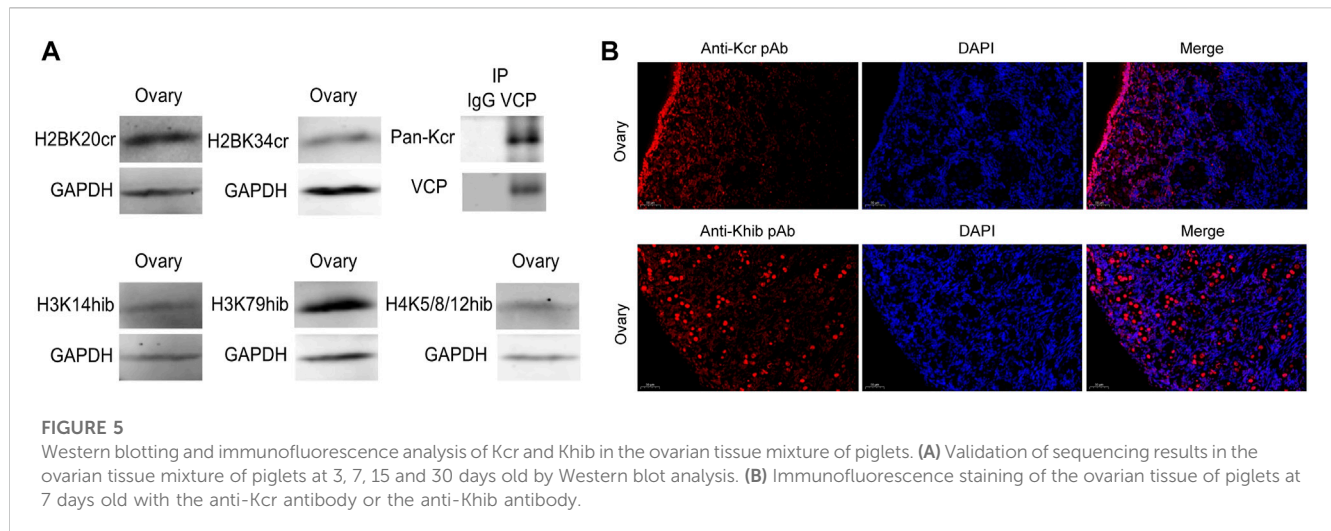 A
Ovary
Ovary
IP
IgG VCP
H2BK20cr
H2BK34cr
Pan-Kcr
GAPDH
GAPDH
VCP
Ovary
Ovary
Ovary
H3K14hib
H3K79hib
H4K5/8/12hib
GAPDH
GAPDH
GAPDH
B
Anti-Kcr pAb
DAPI
Merge
Ovary
Anti-Khib pAb
DAPI
Merge
Ovary
FIGURE 5
Western blotting and immunofluorescence analysis of Kcr and Khib in the ovarian tissue mixture of piglets. (A) Validation of sequencing results in the
ovarian tissue mixture of piglets at 3, 7, 15 and 30 days old by Western blot analysis. (B) Immunofluorescence staining of the ovarian tissue of piglets at
7 days old with the anti-Kcr antibody or the anti-Khib antibody.